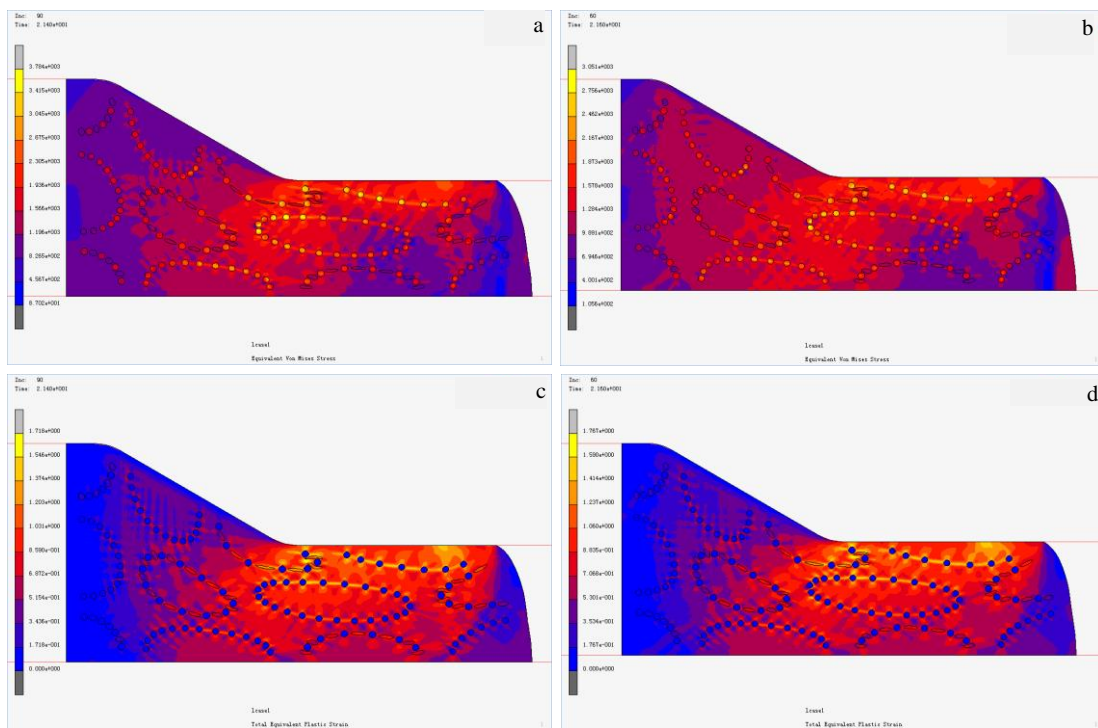 Inc: 90
Time: 2.140e+001
a
3.784e+003
3.415e+003
3.045e+003
2.675e+003
2.305e+003
1.936e+003
1.566e+003
1.196e+003
8.265e+002
4.567e+002
8.702e+001
lcase1
Equivalent Von Mises Stress
1
Inc: 60
Time: 2.160e+001
b
3.051e+003
2.756e+003
2.462e+003
2.167e+003
1.873e+003
1.578e+003
1.284e+003
9.891e+002
6.946e+002
4.001e+002
1.056e+002
lcase1
Equivalent Von Mises Stress
Inc: 90
Time: 2.140e+001
c
1.718e+000
1.546e+000
1.374e+000
1.203e+000
1.031e+000
8.590e-001
6.872e-001
5.154e-001
3.436e-001
1.718e-001
0.000e+000
lcase1
Total Equivalent Plastic Strain
1
Inc: 60
Time: 2.160e+001
d
1.767e+000
1.590e+000
1.414e+000
1.237e+000
1.060e+000
8.835e-001
7.068e-001
5.301e-001
3.534e-001
1.767e-001
0.000e+000
lcase1
Total Equivalent Plastic Strain